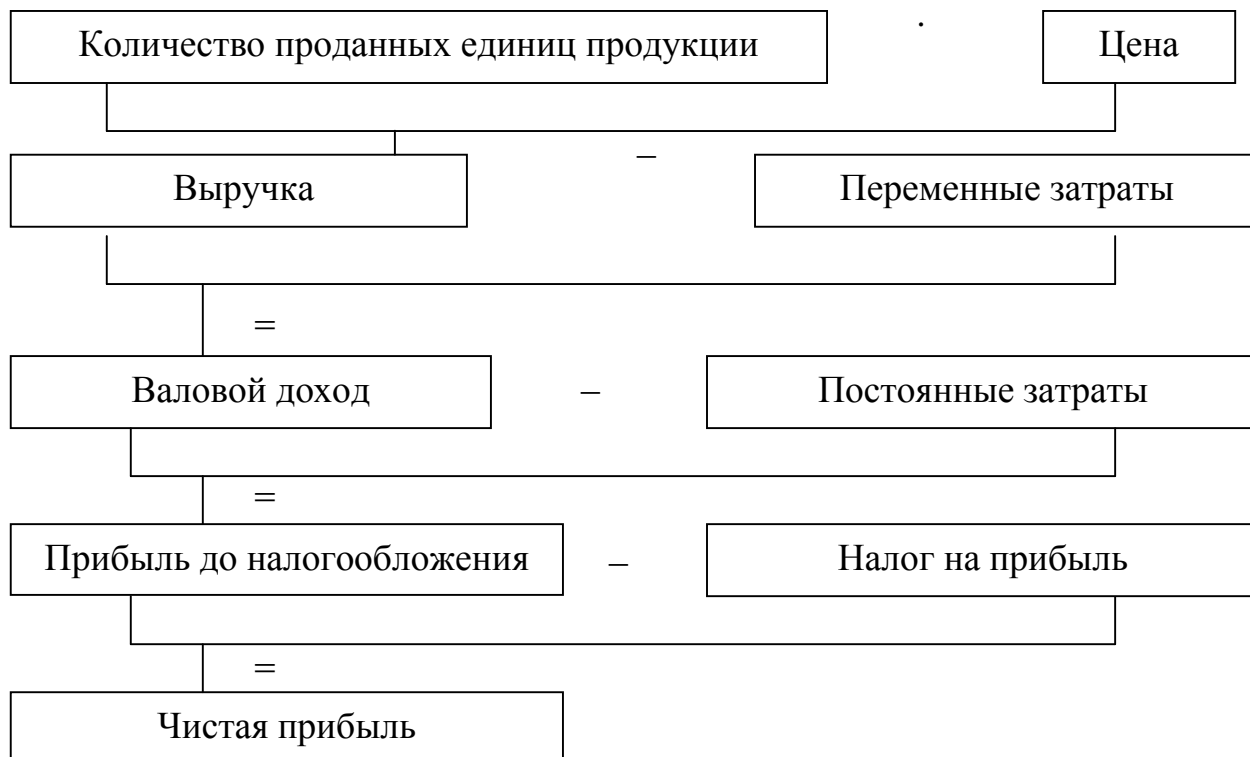 Количество проданных единиц продукции · Цена
Выручка – Переменные затраты
=
Валовой доход – Постоянные затраты
=
Прибыль до налогообложения – Налог на прибыль
=
Чистая прибыль